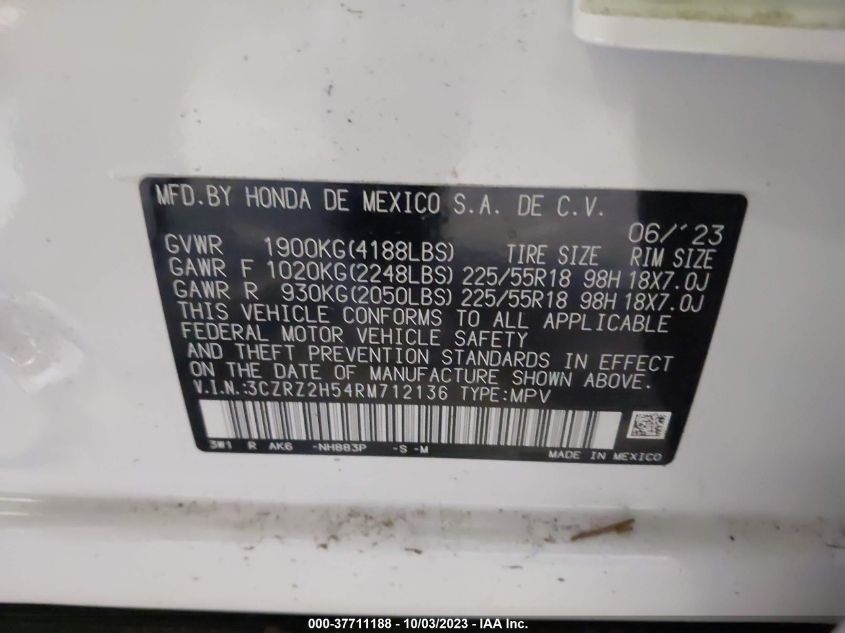 MFD.BY HONDA DE MEXICO S.A. DE C.V.
06/'23
GVWR 1900KG(4188LBS) TIRE SIZE RIM SIZE
GAWR F 1020KG(2248LBS) 225/55R18 98H 18X7.0J
GAWR R 930KG(2050LBS) 225/55R18 98H 18X7.0J
THIS VEHICLE CONFORMS TO ALL APPLICABLE
FEDERAL MOTOR VEHICLE SAFETY
AND THEFT PREVENTION STANDARDS IN EFFECT
ON THE DATE OF MANUFACTURE SHOWN ABOVE.
V.I.N.:3CZRZ2H54RM712136 TYPE:MPV
3W1 R AK6 -NH883P -S -M
MADE IN MEXICO
000-37711188 - 10/03/2023 - IAA Inc.